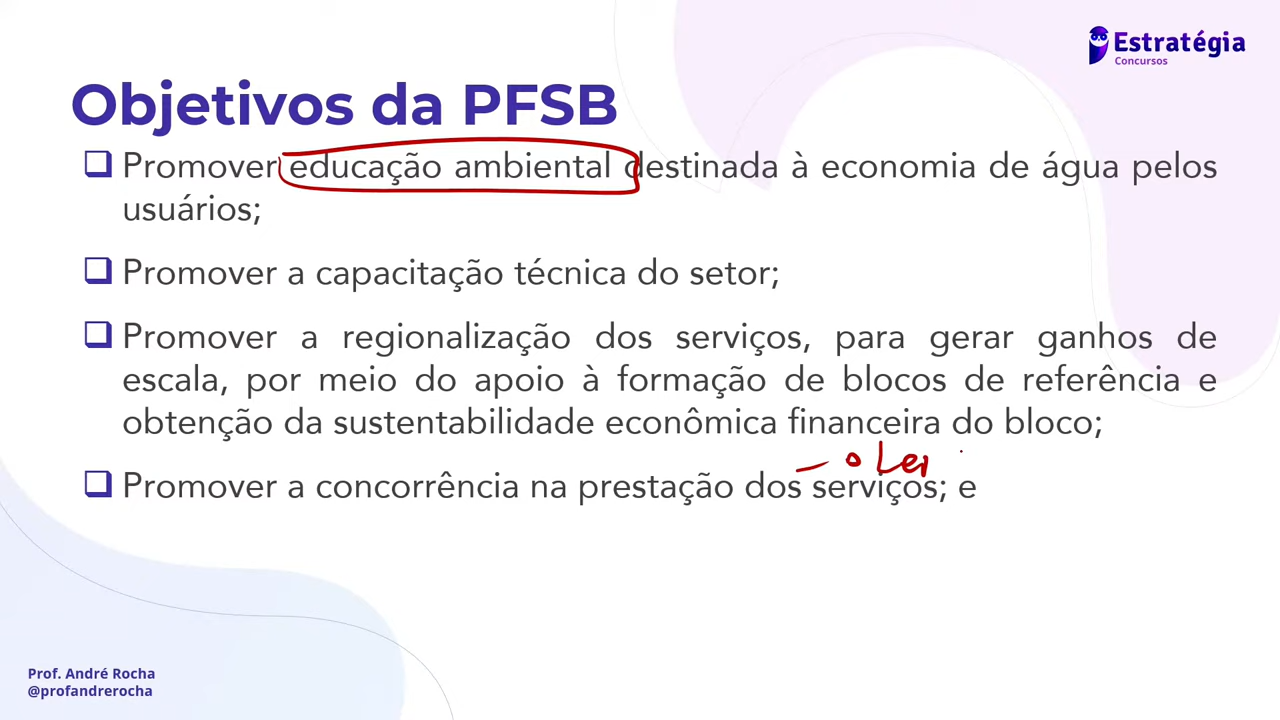 Estratégia
Concursos
Objetivos da PFSB
Promover educação ambiental destinada à economia de água pelos
usuários;
Promover a capacitação técnica do setor;
Promover a regionalização dos serviços, para gerar ganhos de
escala, por meio do apoio à formação de blocos de referência e
obtenção da sustentabilidade econômica financeira do bloco;
Lei
Promover a concorrência na prestação dos serviços; e
Prof. André Rocha
@profandrerocha